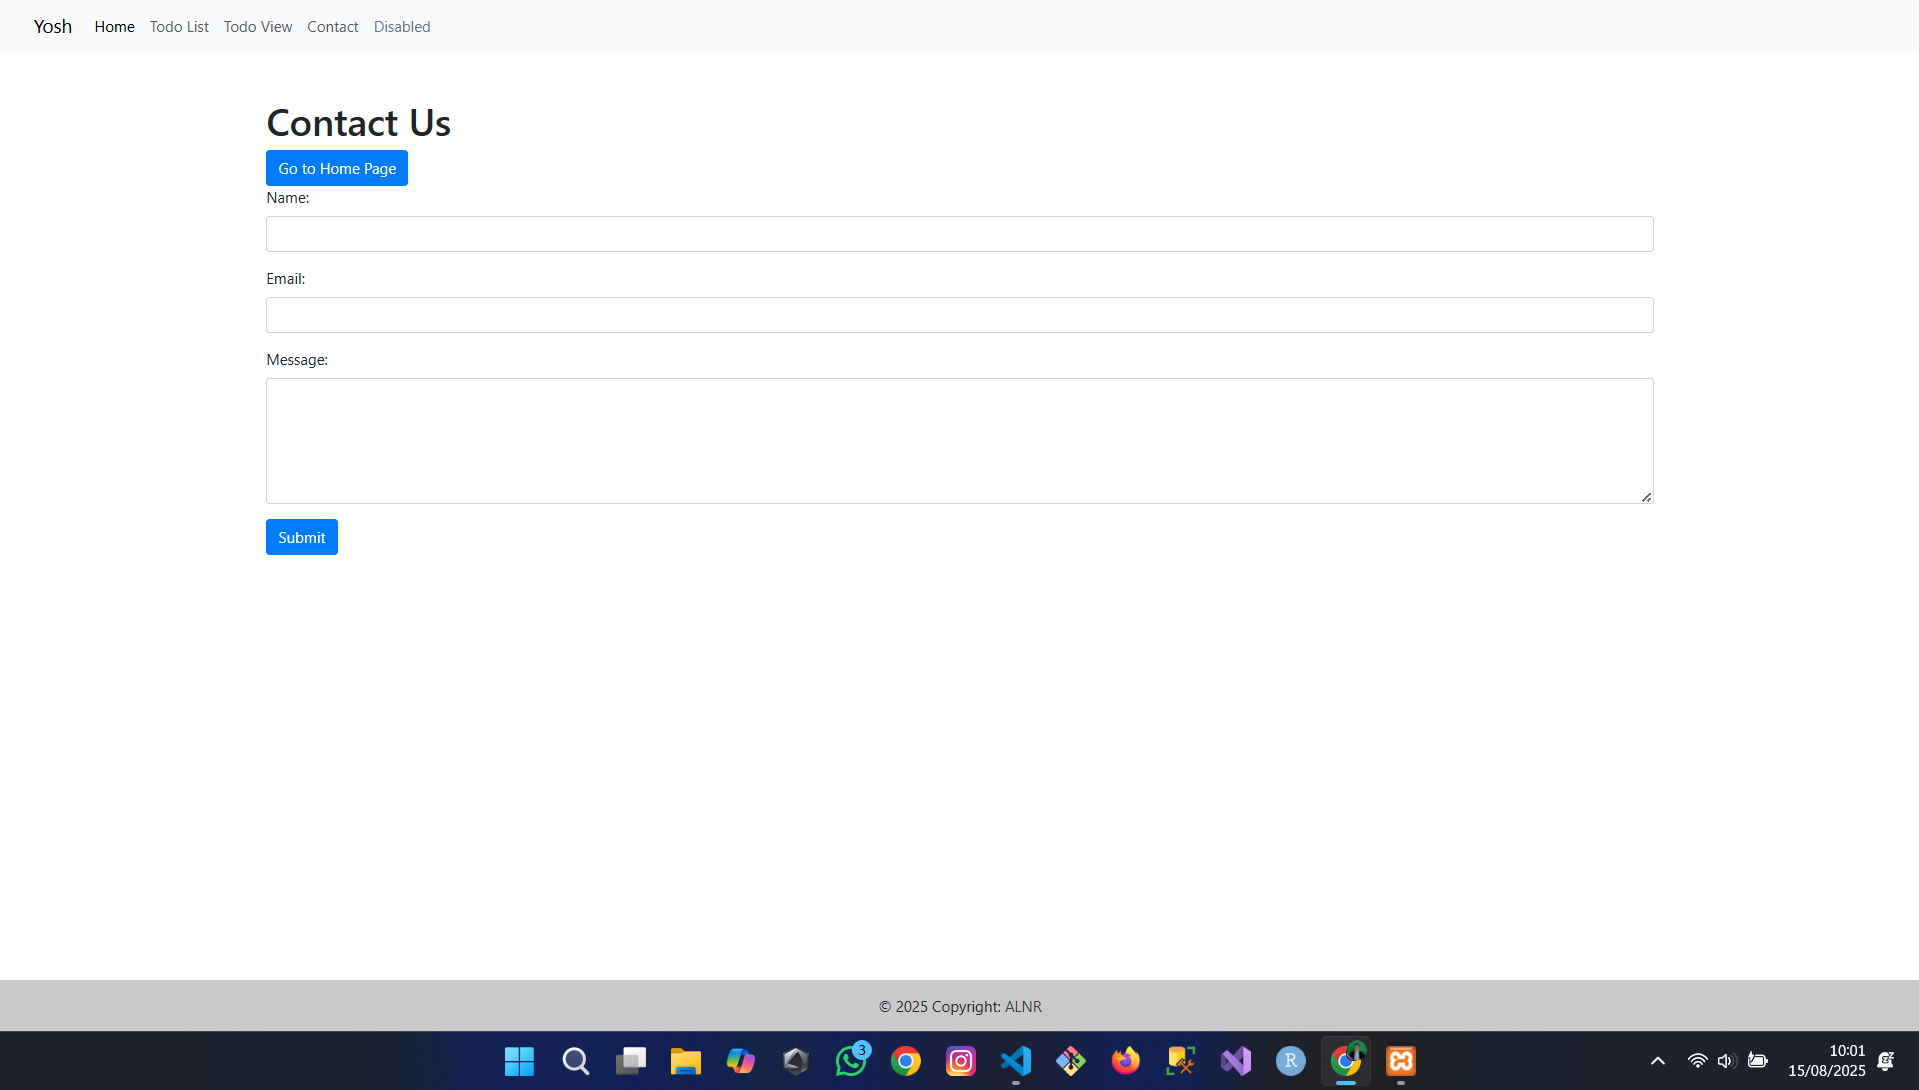 Yosh Home Todo List Todo View Contact Disabled
Contact Us
Go to Home Page
Name:
Email:
Message:
Submit
© 2025 Copyright: ALNR
3
R
10:01
15/08/2025